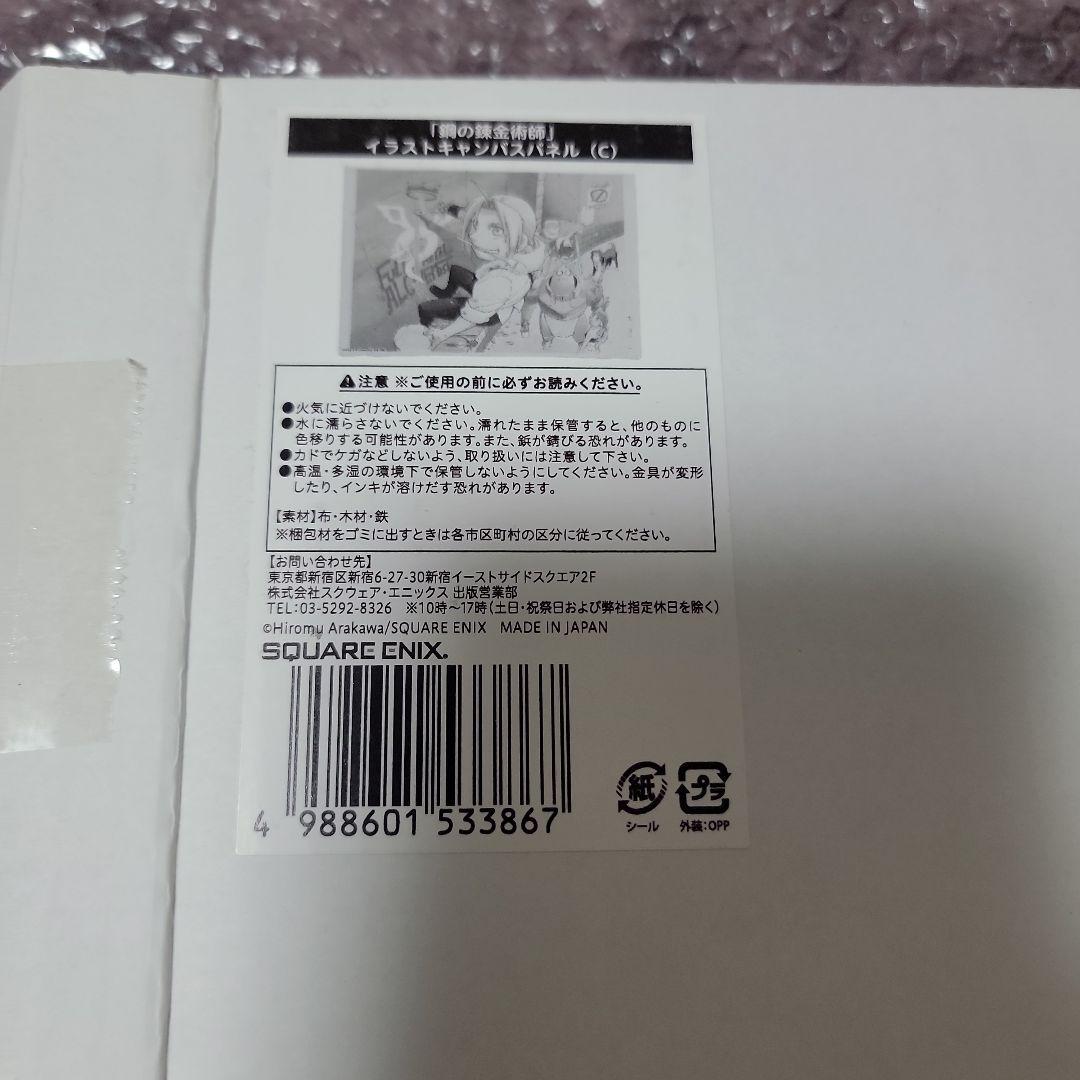 「鋼の錬金術師」
イラストキャンバスパネル（C）
⚠注意 ※ご使用の前に必ずお読みください。
●火気に近づけないでください。
●水に濡らさないでください。濡れたまま保管すると、他のものに
色移りする可能性があります。また、鋲が錆びる恐れがあります。
●カドでケガなどしないよう、取り扱いには注意して下さい。
●高温・多湿の環境下で保管しないようにしてください。金具が変形
したり、インキが溶けだす恐れがあります。
【素材】布・木材・鉄
※梱包材をゴミに出すときは各市区町村の区分に従ってください。
【お問い合わせ先】
東京都新宿区新宿6-27-30新宿イーストサイドスクエア2F
株式会社スクウェア・エニックス 出版営業部
TEL:03-5292-8326 ※10時～17時（土日・祝祭日および弊社指定休日を除く）
©Hiromu Arakawa/SQUARE ENIX MADE IN JAPAN
SQUARE ENIX.
4 988601 533867
紙
シール
プラ
外装:OPP